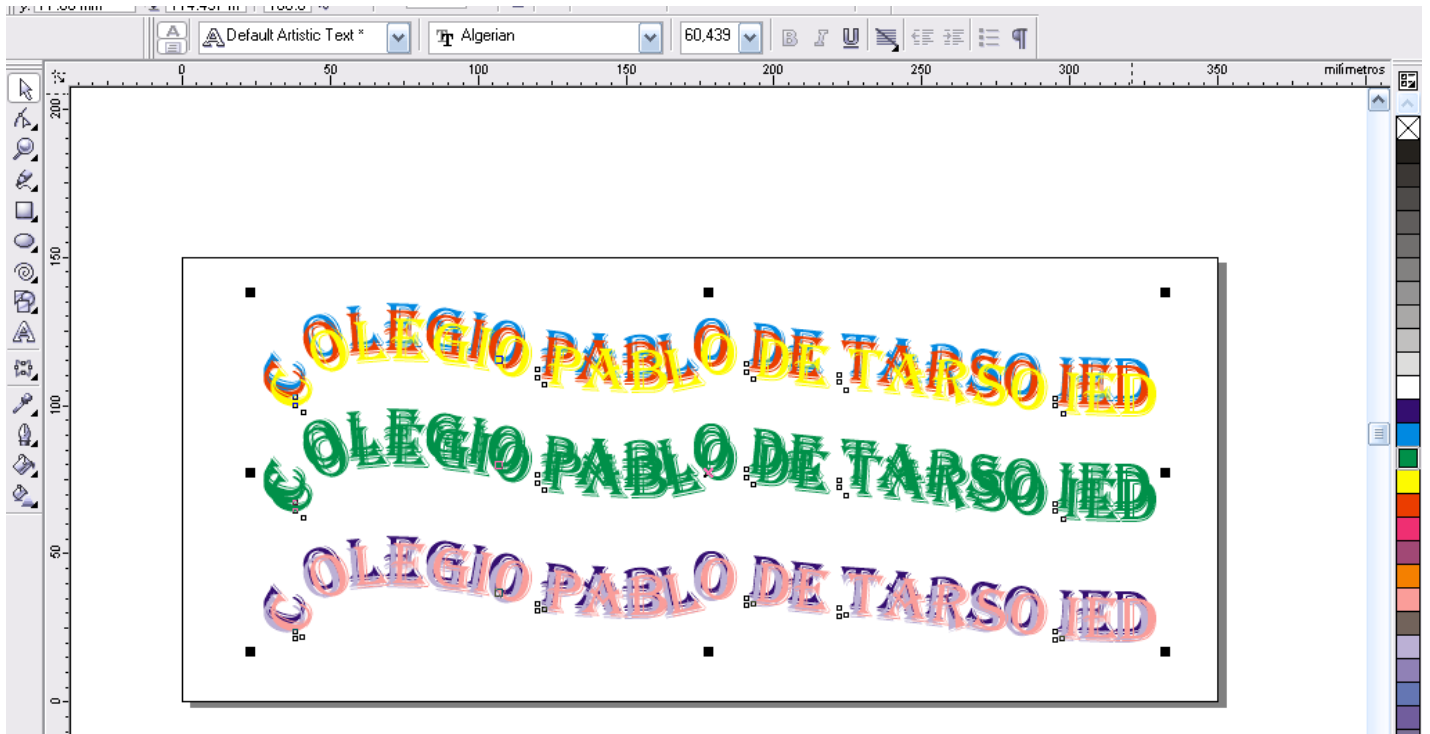 Default Artistic Text *
Algerian
60,439
B I U
0 50 100 150 200 250 300 350 milímetros
200
150
100
50
0
COLEGIO PABLO DE TARSO IED
COLEGIO PABLO DE TARSO IED
COLEGIO PABLO DE TARSO IED